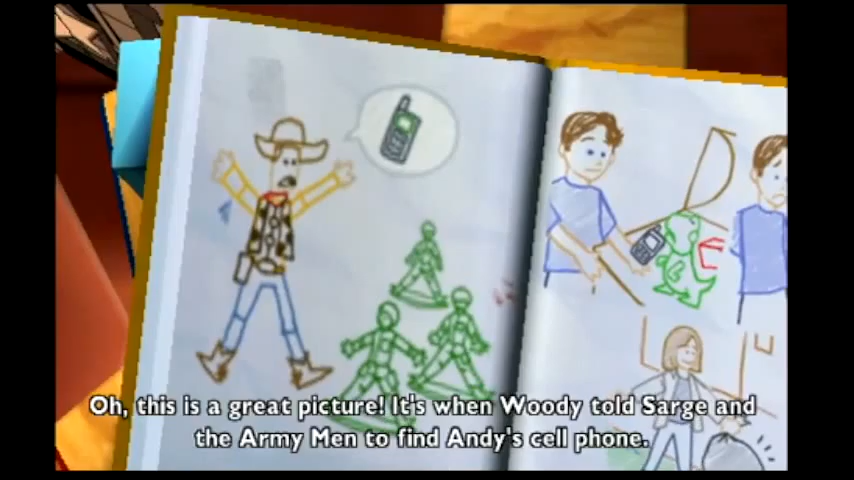 Oh, this is a great picture! It's when Woody told Sarge and
the Army Men to find Andy's cell phone.